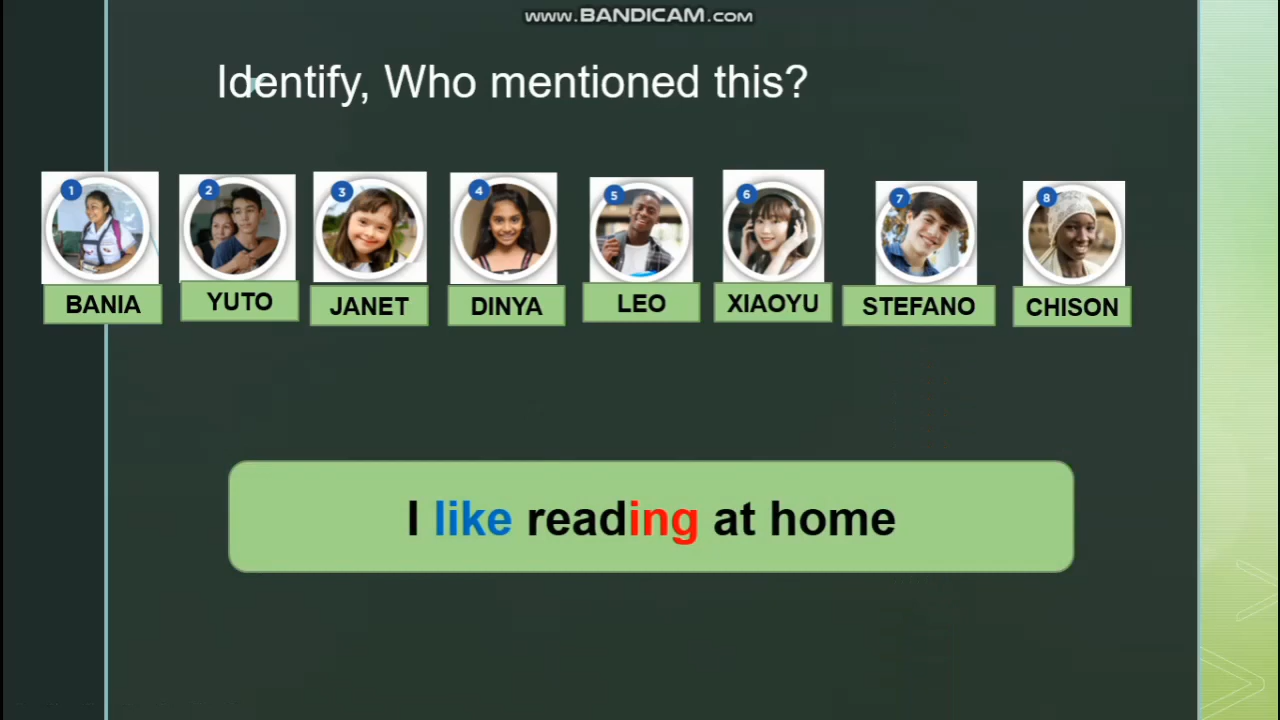 www.BANDICAM.com
Identify, Who mentioned this?
1 2 3 4 5 6 7 8
BANIA YUTO JANET DINYA LEO XIAOYU STEFANO CHISON
I like reading at home